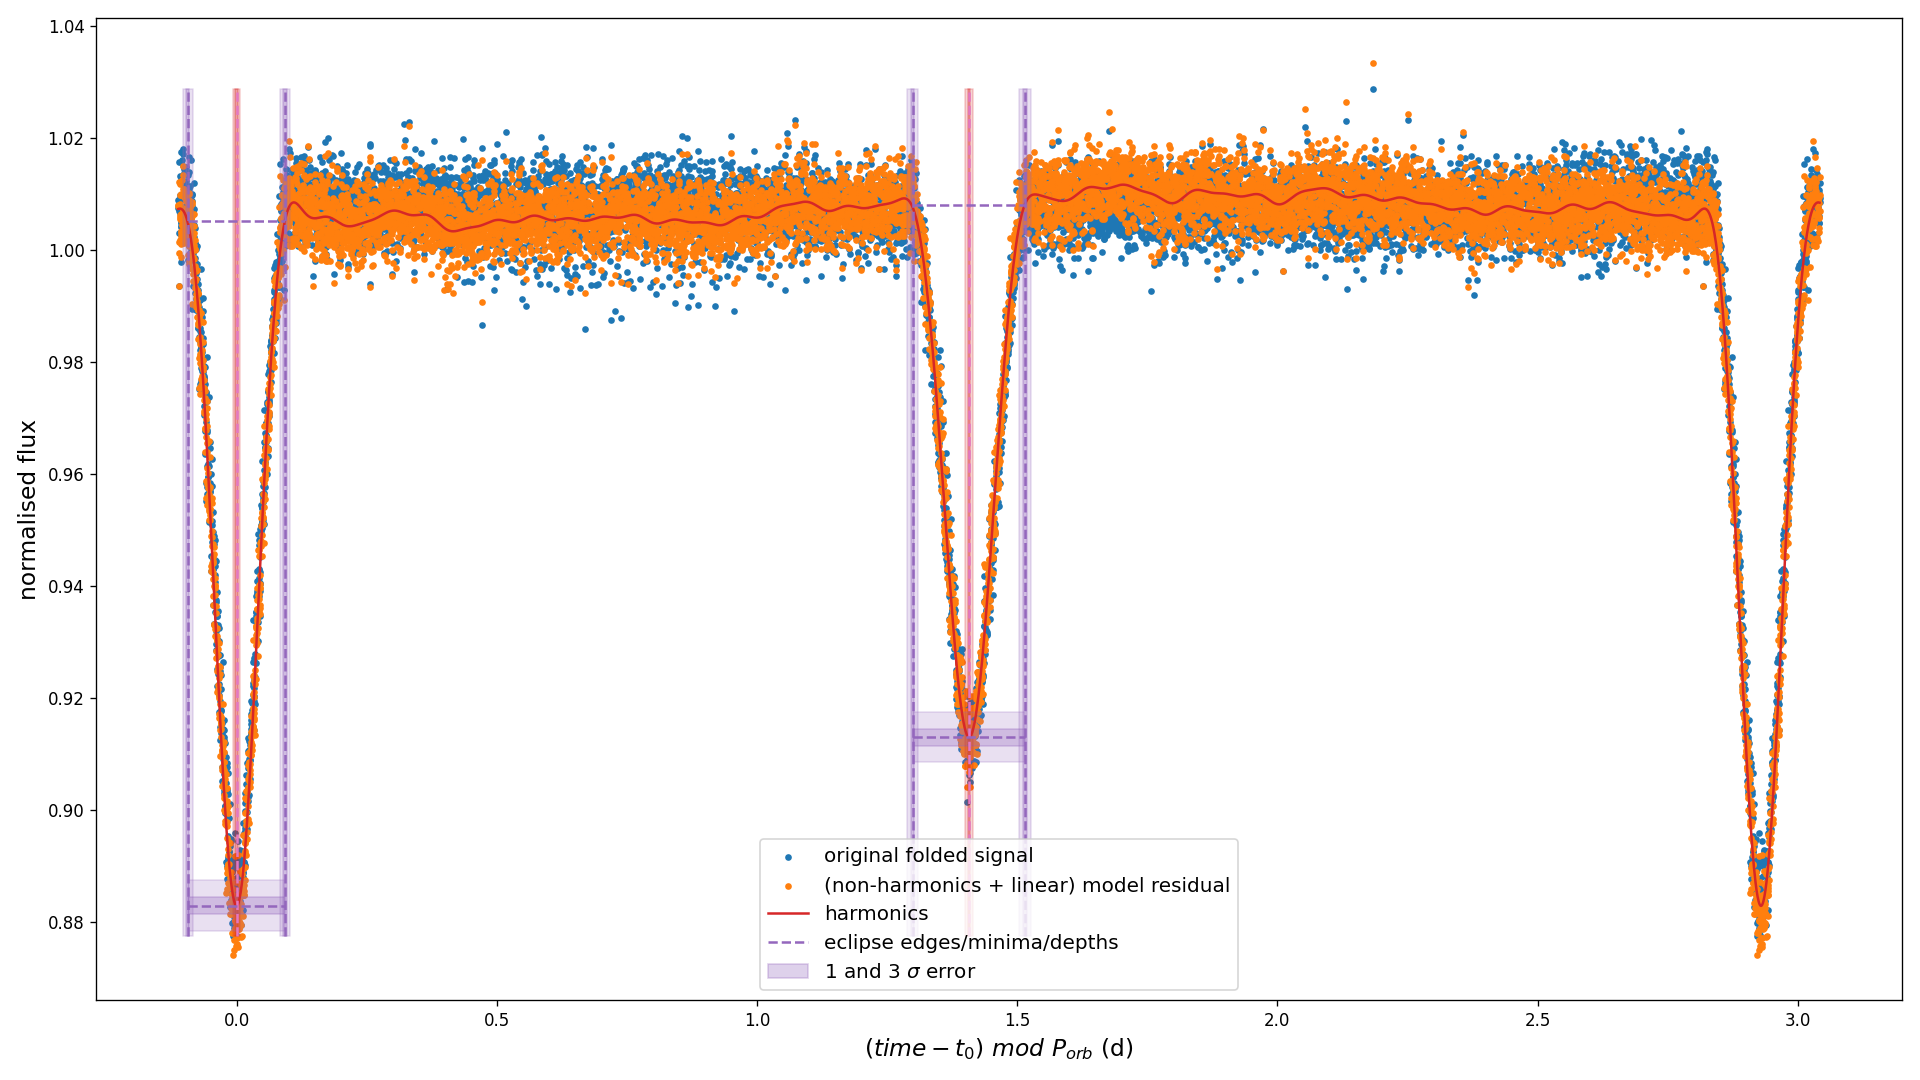 1.04
1.02
1.00
0.98
0.96
0.94
0.92
0.90
0.88
normalised flux
original folded signal
(non-harmonics + linear) model residual
harmonics
eclipse edges/minima/depths
1 and 3 σ error
0.0 0.5 1.0 1.5 2.0 2.5 3.0
(time − t₀) mod Pₒᵣb (d)